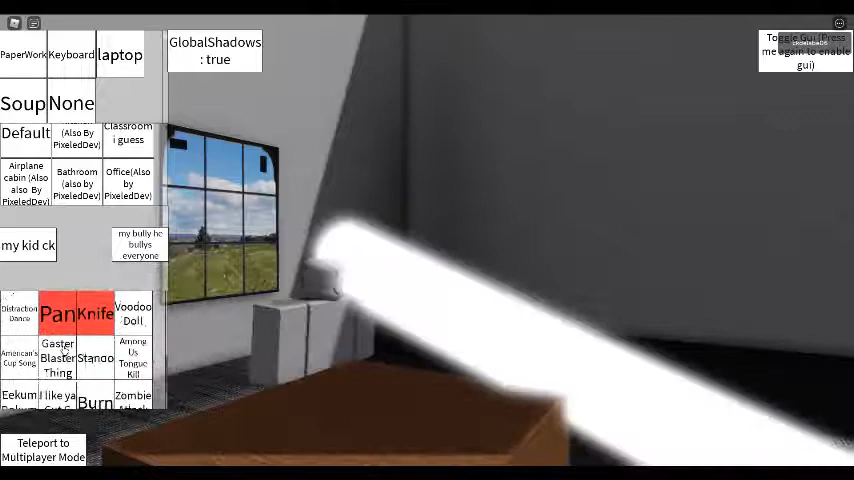 PaperWork
Keyboard
laptop
GlobalShadows
: true
Toggle Gui (Press
me again to enable
gui)
Soup
None
Default
(Also By
PixeledDev)
Classroom
i guess
Airplane
cabin (Also
also By
PixeledDev)
Bathroom
(also by
PixeledDev)
Office(Also
by
PixeledDev)
my kid ck
my bully he
bullys
everyone
Distraction
Dance
Pan
Knife
Voodoo
Doll
American's
Cup Song
Gaster
Blaster
Thing
Standoo
Among
Us
Tongue
Kill
Eekum
I like ya
Burn
Zombie
Teleport to
Multiplayer Mode